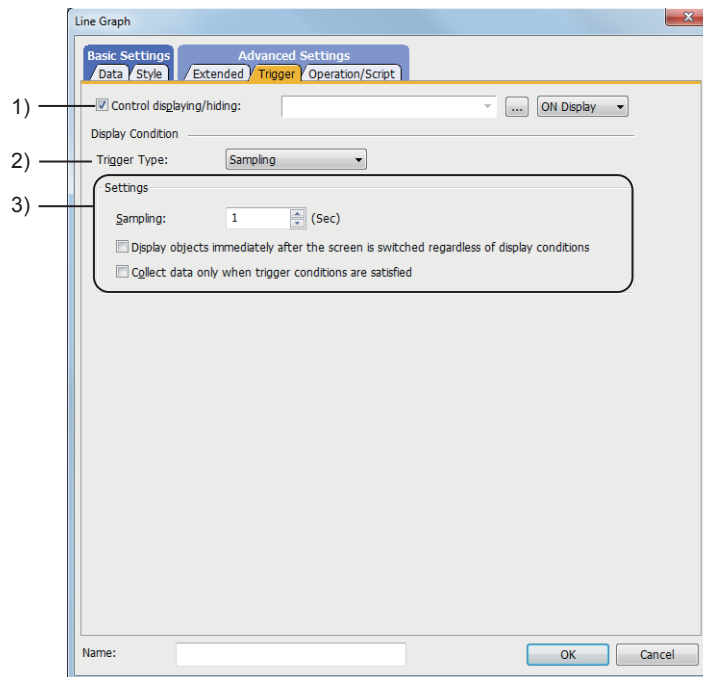 Line Graph
Basic Settings
Advanced Settings
Data Style Extended Trigger Operation/Script
1) Control displaying/hiding: ... ON Display
Display Condition
2) Trigger Type: Sampling
3) Settings
Sampling: 1 (Sec)
Display objects immediately after the screen is switched regardless of display conditions
Collect data only when trigger conditions are satisfied
Name: OK Cancel